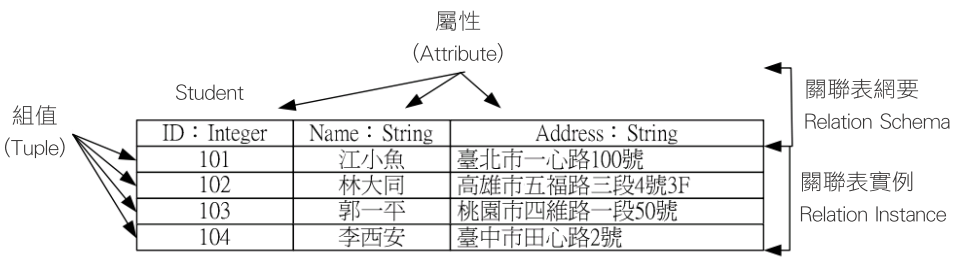 屬性
(Attribute)
Student
關聯表網要
Relation Schema
組值
(Tuple)
ID：Integer Name：String Address：String
101 江小魚 臺北市一心路100號
102 林大同 高雄市五福路三段4號3F
103 郭一平 桃園市四維路一段50號
104 李西安 臺中市田心路2號
關聯表實例
Relation Instance